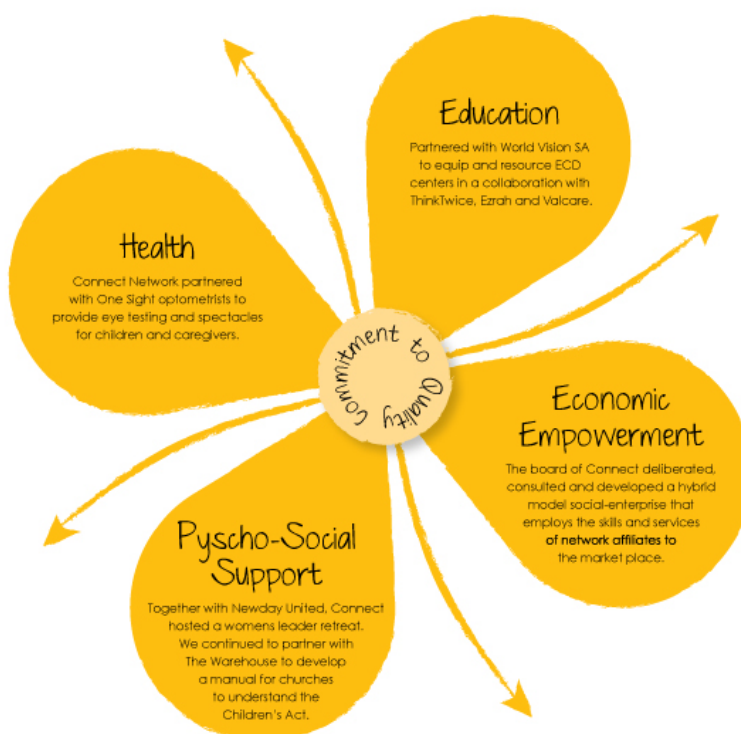 Education
Partnered with World Vision SA
to equip and resource ECD
centers in a collaboration with
ThinkTwice, Ezrah and Valcare.
Health
Connect Network partnered
with One Sight optometrists to
provide eye testing and spectacles
for children and caregivers.
Commitment to Quality
Economic
Empowerment
The board of Connect deliberated,
consulted and developed a hybrid
model social-enterprise that
employs the skills and services
of network affiliates to
the market place.
Pyscho-Social
Support
Together with Newday United, Connect
hosted a womens leader retreat.
We continued to partner with
The Warehouse to develop
a manual for churches
to understand the
Children's Act.